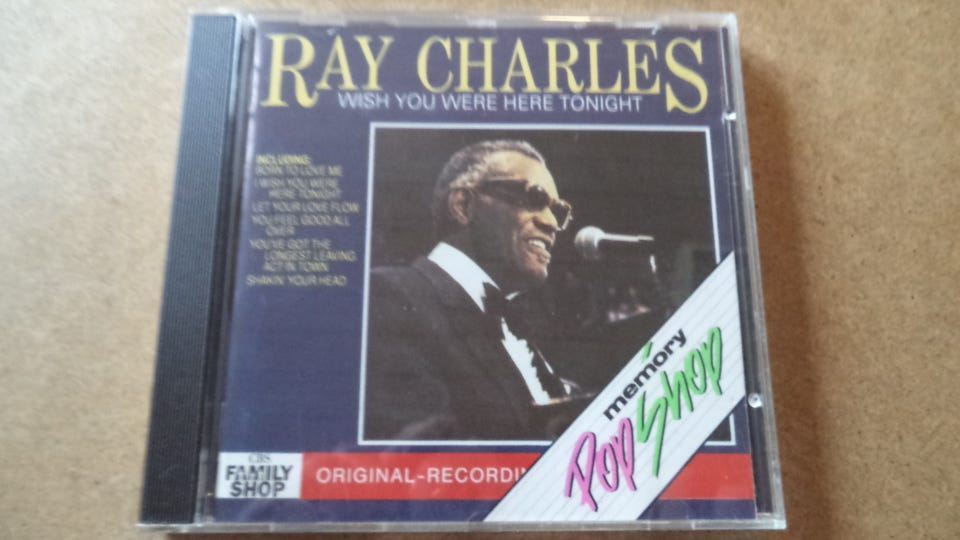 RAY CHARLES
WISH YOU WERE HERE TONIGHT
INCLUDING:
BORN TO LOVE ME
I WISH YOU WERE
HERE TONIGHT
LET YOUR LOVE FLOW
YOU FEEL GOOD ALL
OVER
YOU'VE GOT THE
LONGEST LEAVING
ACT IN TOWN
SHAKIN' YOUR HEAD
memory
Pop Shop
CBS
FAMILY
SHOP
ORIGINAL-RECORDIN